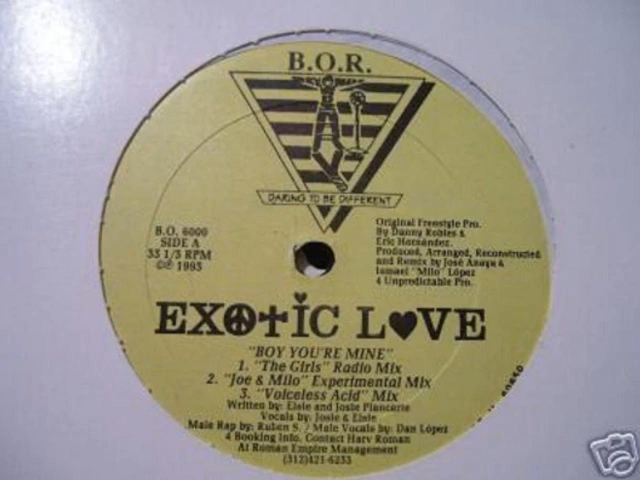 B.O.R.
DARING TO BE DIFFERENT
B.O. 6000
SIDE A
33 1/3 RPM
©℗ 1993
Original Freestyle Pro.
By Danny Robles &
Eric Hernández.
Produced, Arranged, Reconstructed
and Remix by José Anaya &
Ismael "Milo" López
4 Unpredictable Pro.
EXOTIC LOVE
"BOY YOU'RE MINE"
1. "The Girls" Radio Mix
2. "Joe & Milo" Experimental Mix
3. "Voiceless Acid" Mix
Written by: Elsie and Josie Plancarte
Vocals by: Josie & Elsie
Male Rap by: Ruben S. / Male Vocals by: Dan López
4 Booking Info. Contact Harv Roman
At Roman Empire Management
(312)421-6233